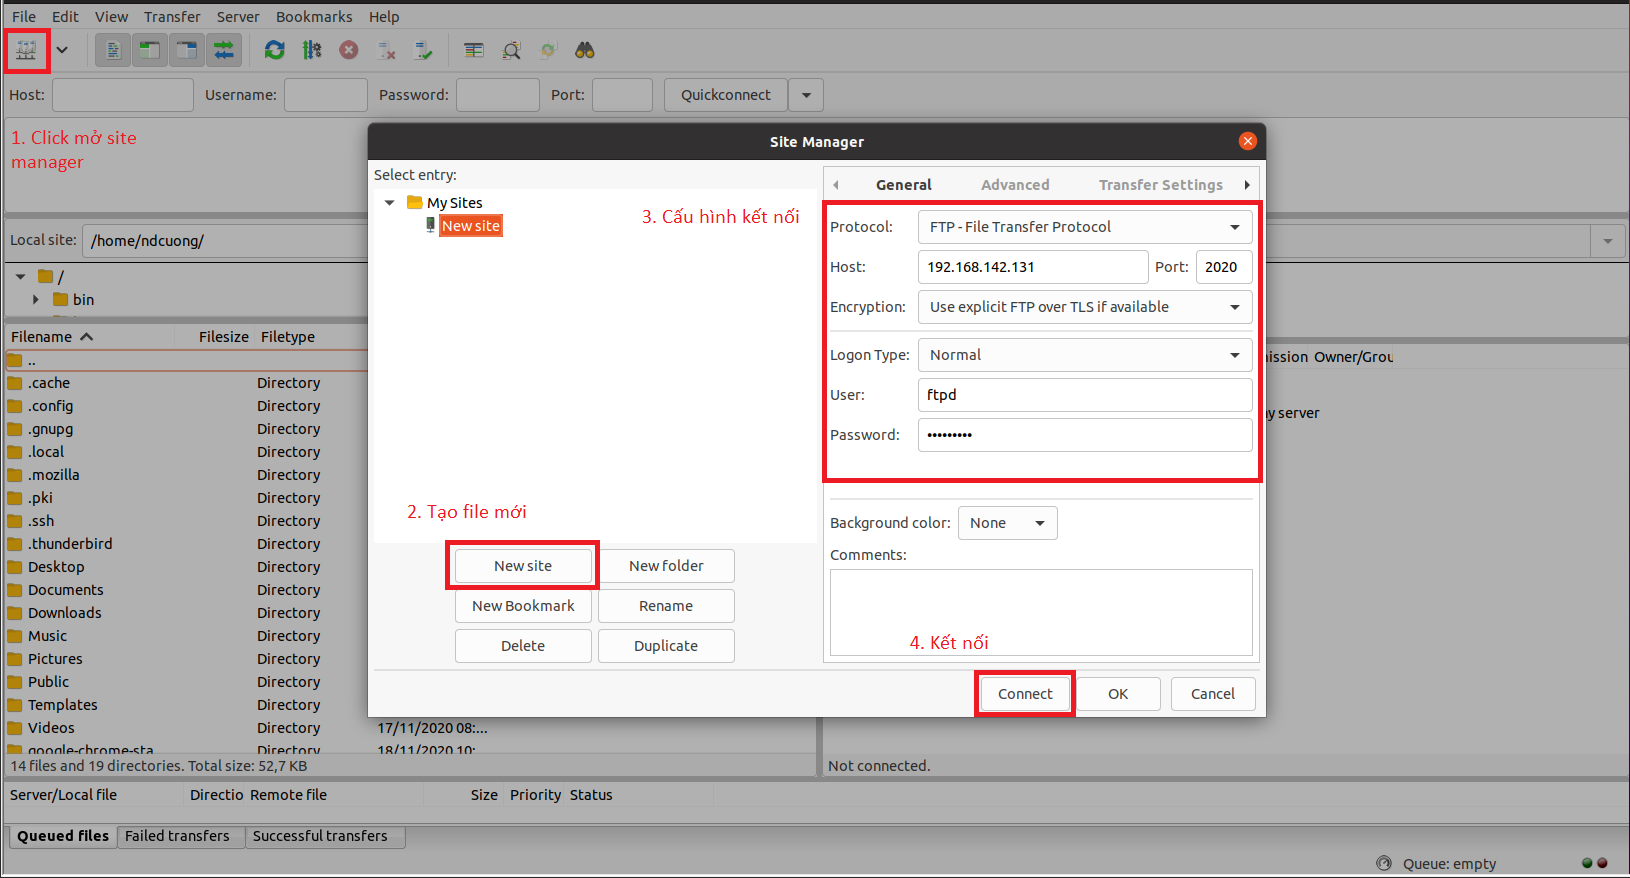 File Edit View Transfer Server Bookmarks Help
Host: Username: Password: Port: Quickconnect
1. Click mở site
manager
Site Manager
Select entry:
My Sites
New site
3. Cấu hình kết nối
General Advanced Transfer Settings
Protocol: FTP - File Transfer Protocol
Host: 192.168.142.131 Port: 2020
Encryption: Use explicit FTP over TLS if available
Logon Type: Normal
User: ftpd
Password: •••••••••
2. Tạo file mới
New site New folder
New Bookmark Rename
Delete Duplicate
Background color: None
Comments:
4. Kết nối
Connect OK Cancel
Local site: /home/ndcuong/
/
bin
Filename Filesize Filetype
..
.cache Directory
.config Directory
.gnupg Directory
.local Directory
.mozilla Directory
.pki Directory
.ssh Directory
.thunderbird Directory
Desktop Directory
Documents Directory
Downloads Directory
Music Directory
Pictures Directory
Public Directory
Templates Directory
Videos Directory 17/11/2020 08:...
google-chrome-sta Directory 18/11/2020 10:
14 files and 19 directories. Total size: 52,7 KB
ission Owner/Grou
y server
Not connected.
Server/Local file Directio Remote file Size Priority Status
Queued files Failed transfers Successful transfers
Queue: empty